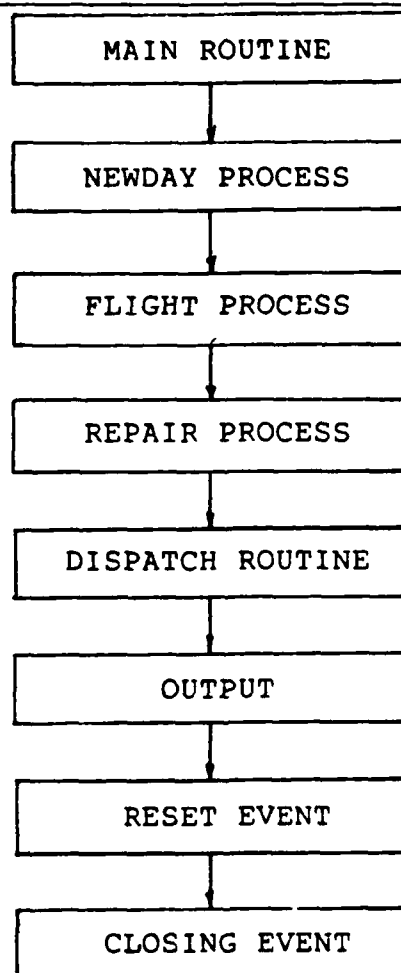 MAIN ROUTINE
NEWDAY PROCESS
FLIGHT PROCESS
REPAIR PROCESS
DISPATCH ROUTINE
OUTPUT
RESET EVENT
CLOSING EVENT